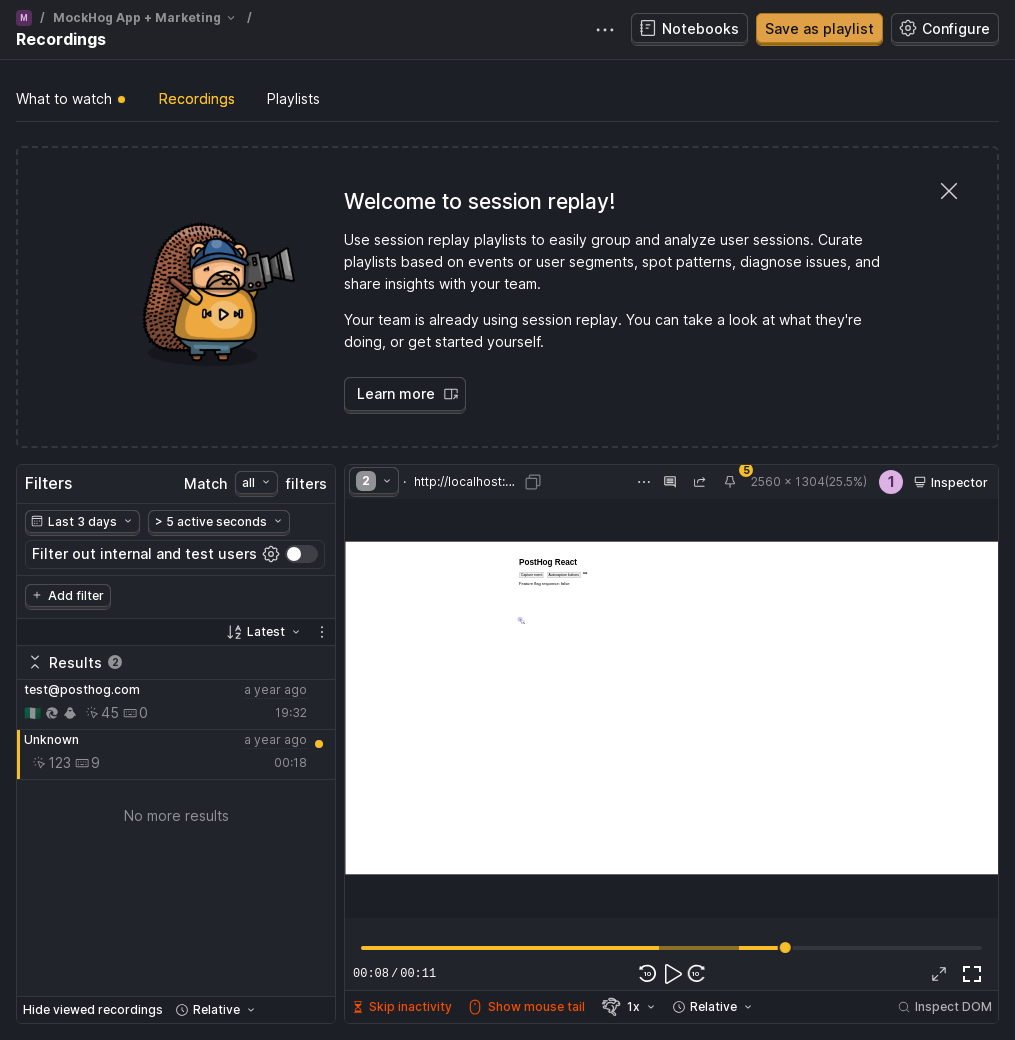 M / MockHog App + Marketing /
Recordings
Notebooks
Save as playlist
Configure
What to watch
Recordings
Playlists
Welcome to session replay!
Use session replay playlists to easily group and analyze user sessions. Curate
playlists based on events or user segments, spot patterns, diagnose issues, and
share insights with your team.
Your team is already using session replay. You can take a look at what they're
doing, or get started yourself.
Learn more
Filters
Match all filters
Last 3 days
> 5 active seconds
Filter out internal and test users
+ Add filter
Latest
Results 2
test@posthog.com a year ago
45 0 19:32
Unknown a year ago
123 9 00:18
No more results
Hide viewed recordings
Relative
2 · http://localhost:...
5
2560 × 1304(25.5%)
1
Inspector
PostHog React
Capture event Autocapture buttons
Feature flag response: false
00:08 / 00:11
10 10
Skip inactivity
Show mouse tail
1x
Relative
Inspect DOM